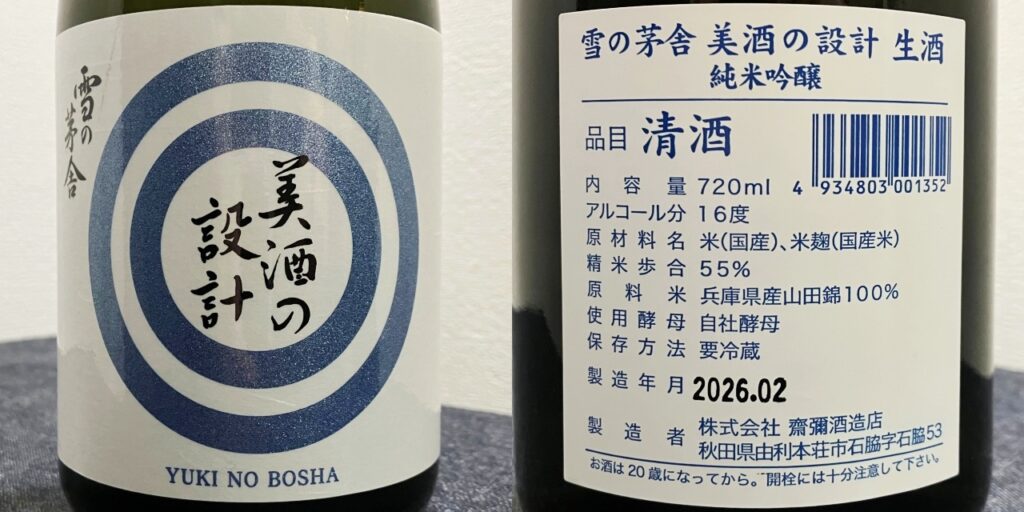 雪の茅舎
美酒の
設計
YUKI NO BOSHA
雪の茅舎 美酒の設計 生酒
純米吟醸
品目 清酒
4 934803 001352
内容量 720ml
アルコール分 16度
原材料名 米(国産)、米麹(国産米)
精米歩合 55%
原料米 兵庫県産山田錦100%
使用酵母 自社酵母
保存方法 要冷蔵
製造年月 2026.02
製造者 株式会社 齋彌酒造店
秋田県由利本荘市石脇字石脇53
お酒は20歳になってから。開栓には十分注意して下さい。